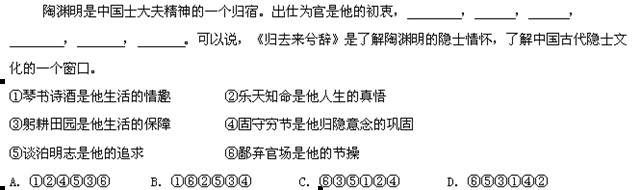 陶渊明是中国士大夫精神的一个归宿。出仕为官是他的初衷，______，______，______，
______，______，______。可以说，《归去来兮辞》是了解陶渊明的隐士情怀，了解中国古代隐士文
化的一个窗口。
①琴书诗酒是他生活的情趣 ②乐天知命是他人生的真悟
③躬耕田园是他生活的保障 ④固守穷节是他归隐意念的巩固
⑤谈泊明志是他的追求 ⑥鄙弃官场是他的节操
A. ①②④⑤③⑥ B. ①⑥②⑤③④ C. ⑥③⑤①②④ D. ⑥⑤③①④②